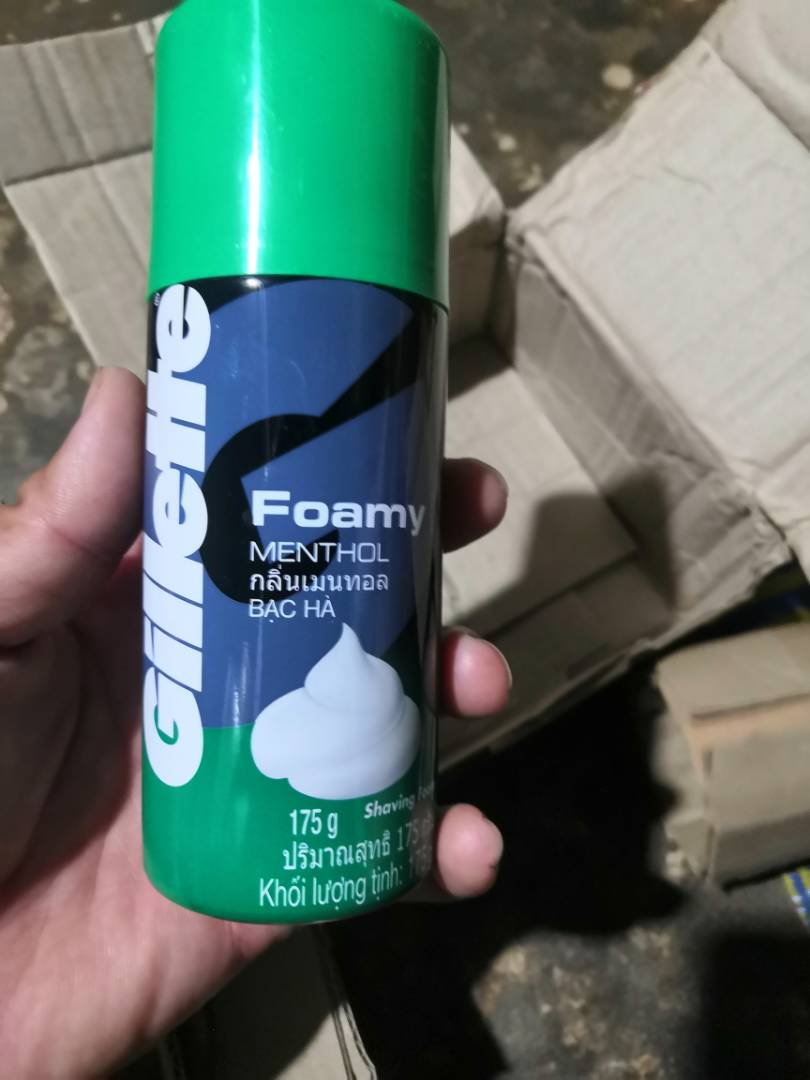 Gillette
Foamy
MENTHOL
กลิ่นเมนทอล
BẠC HÀ
Shaving
175 g
ปริมาณสุทธิ 175
Khối lượng tịnh: